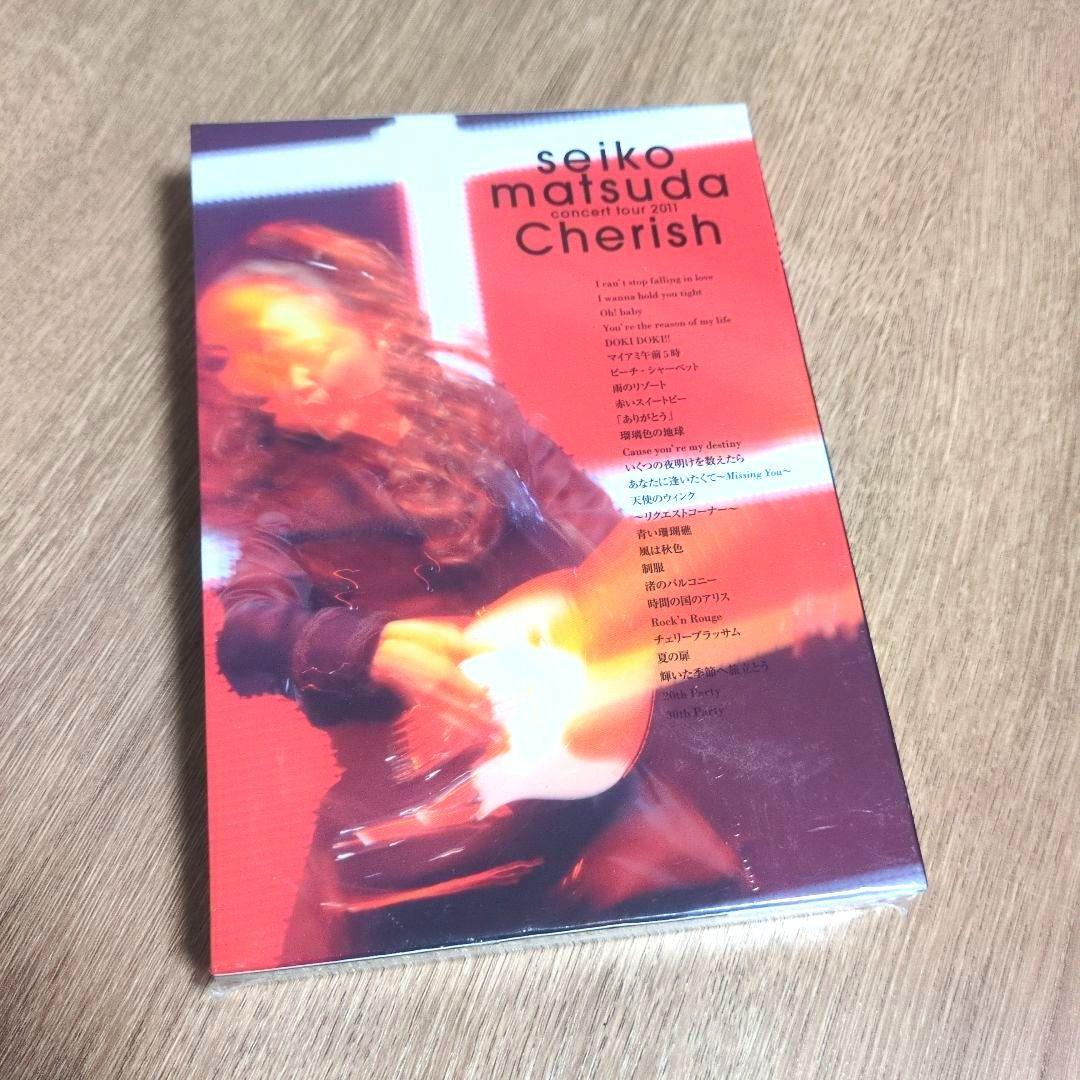 seiko
matsuda
concert tour 2011
Cherish
I can't stop falling in love
I wanna hold you tight
Oh! baby
You're the reason of my life
DOKI DOKI!!
マイアミ午前5時
ピーチ・シャーベット
雨のリゾート
赤いスイートピー
「ありがとう」
瑠璃色の地球
Cause you're my destiny
いくつの夜明けを数えたら
あなたに逢いたくて〜Missing You〜
天使のウィンク
〜リクエストコーナー〜
青い珊瑚礁
風は秋色
制服
渚のバルコニー
時間の国のアリス
Rock'n Rouge
チェリーブラッサム
夏の扉
輝いた季節へ旅立とう
20th Party
30th Party